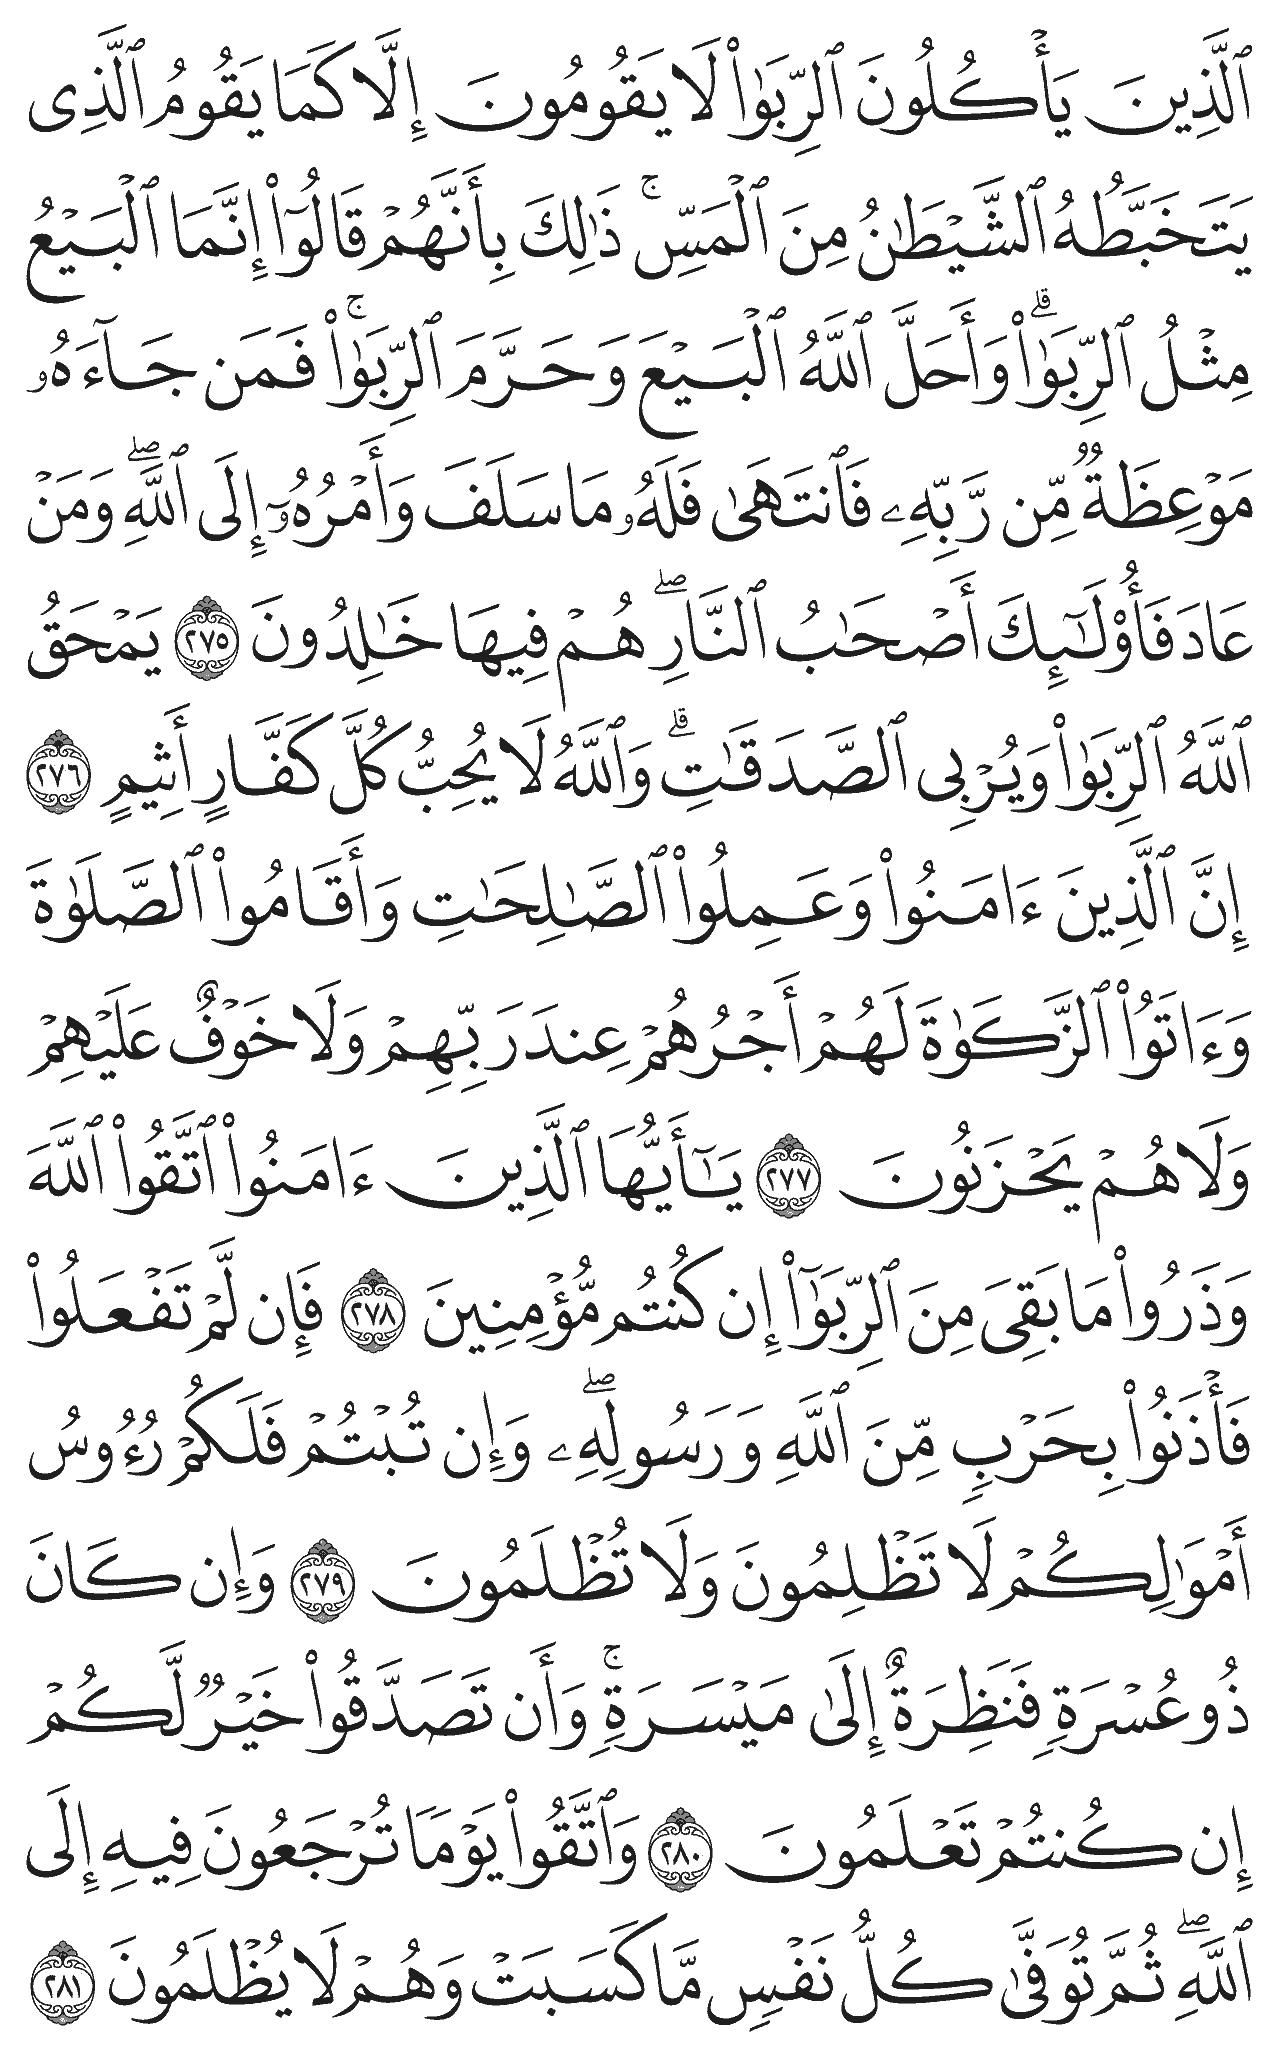 ٱلَّذِينَ يَأۡكُلُونَ ٱلرِّبَوٰاْ لَا يَقُومُونَ إِلَّا كَمَا يَقُومُ ٱلَّذِى
يَتَخَبَّطُهُ ٱلشَّيۡطَٰنُ مِنَ ٱلۡمَسِّۚ ذَٰلِكَ بِأَنَّهُمۡ قَالُوٓاْ إِنَّمَا ٱلۡبَيۡعُ
مِثۡلُ ٱلرِّبَوٰاْۗ وَأَحَلَّ ٱللَّهُ ٱلۡبَيۡعَ وَحَرَّمَ ٱلرِّبَوٰاْۚ فَمَن جَآءَهُۥ
مَوۡعِظَةٌ مِّن رَّبِّهِۦ فَٱنتَهَىٰ فَلَهُۥ مَا سَلَفَ وَأَمۡرُهُۥٓ إِلَى ٱللَّهِۖ وَمَنۡ
عَادَ فَأُوْلَٰٓئِكَ أَصۡحَٰبُ ٱلنَّارِۖ هُمۡ فِيهَا خَٰلِدُونَ ٢٧٥ يَمۡحَقُ
ٱللَّهُ ٱلرِّبَوٰاْ وَيُرۡبِى ٱلصَّدَقَٰتِۗ وَٱللَّهُ لَا يُحِبُّ كُلَّ كَفَّارٍ أَثِيمٍ ٢٧٦
إِنَّ ٱلَّذِينَ ءَامَنُواْ وَعَمِلُواْ ٱلصَّٰلِحَٰتِ وَأَقَامُواْ ٱلصَّلَوٰةَ
وَءَاتَوُاْ ٱلزَّكَوٰةَ لَهُمۡ أَجۡرُهُمۡ عِندَ رَبِّهِمۡ وَلَا خَوۡفٌ عَلَيۡهِمۡ
وَلَا هُمۡ يَحۡزَنُونَ ٢٧٧ يَٰٓأَيُّهَا ٱلَّذِينَ ءَامَنُواْ ٱتَّقُواْ ٱللَّهَ
وَذَرُواْ مَا بَقِىَ مِنَ ٱلرِّبَوٰٓاْ إِن كُنتُم مُّؤۡمِنِينَ ٢٧٨ فَإِن لَّمۡ تَفۡعَلُواْ
فَأۡذَنُواْ بِحَرۡبٍ مِّنَ ٱللَّهِ وَرَسُولِهِۦۖ وَإِن تُبۡتُمۡ فَلَكُمۡ رُءُوسُ
أَمۡوَٰلِكُمۡ لَا تَظۡلِمُونَ وَلَا تُظۡلَمُونَ ٢٧٩ وَإِن كَانَ
ذُو عُسۡرَةٍ فَنَظِرَةٌ إِلَىٰ مَيۡسَرَةٍۚ وَأَن تَصَدَّقُواْ خَيۡرٌ لَّكُمۡ
إِن كُنتُمۡ تَعۡلَمُونَ ٢٨٠ وَٱتَّقُواْ يَوۡمًا تُرۡجَعُونَ فِيهِ إِلَى
ٱللَّهِۖ ثُمَّ تُوَفَّىٰ كُلُّ نَفۡسٍ مَّا كَسَبَتۡ وَهُمۡ لَا يُظۡلَمُونَ ٢٨١